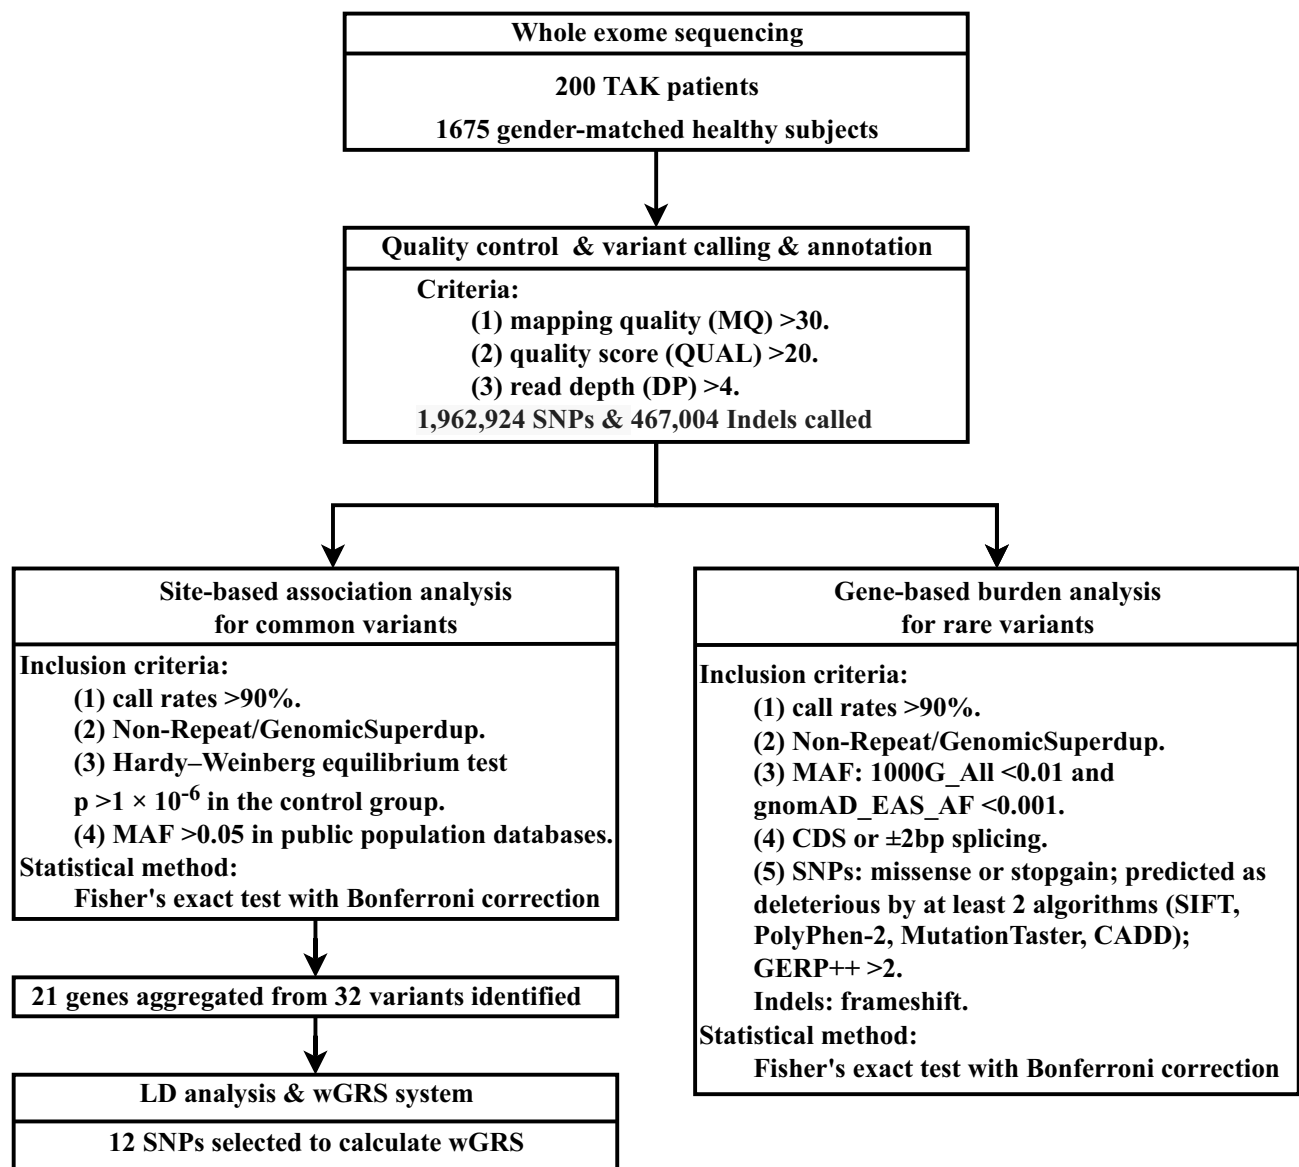 Whole exome sequencing
200 TAK patients
1675 gender-matched healthy subjects
Quality control & variant calling & annotation
Criteria:
(1) mapping quality (MQ) >30.
(2) quality score (QUAL) >20.
(3) read depth (DP) >4.
1,962,924 SNPs & 467,004 Indels called
Site-based association analysis
for common variants
Inclusion criteria:
(1) call rates >90%.
(2) Non-Repeat/GenomicSuperdup.
(3) Hardy–Weinberg equilibrium test
p >1 × 10⁻⁶ in the control group.
(4) MAF >0.05 in public population databases.
Statistical method:
Fisher's exact test with Bonferroni correction
21 genes aggregated from 32 variants identified
LD analysis & wGRS system
12 SNPs selected to calculate wGRS
Gene-based burden analysis
for rare variants
Inclusion criteria:
(1) call rates >90%.
(2) Non-Repeat/GenomicSuperdup.
(3) MAF: 1000G_All <0.01 and
gnomAD_EAS_AF <0.001.
(4) CDS or ±2bp splicing.
(5) SNPs: missense or stopgain; predicted as
deleterious by at least 2 algorithms (SIFT,
PolyPhen-2, MutationTaster, CADD);
GERP++ >2.
Indels: frameshift.
Statistical method:
Fisher's exact test with Bonferroni correction